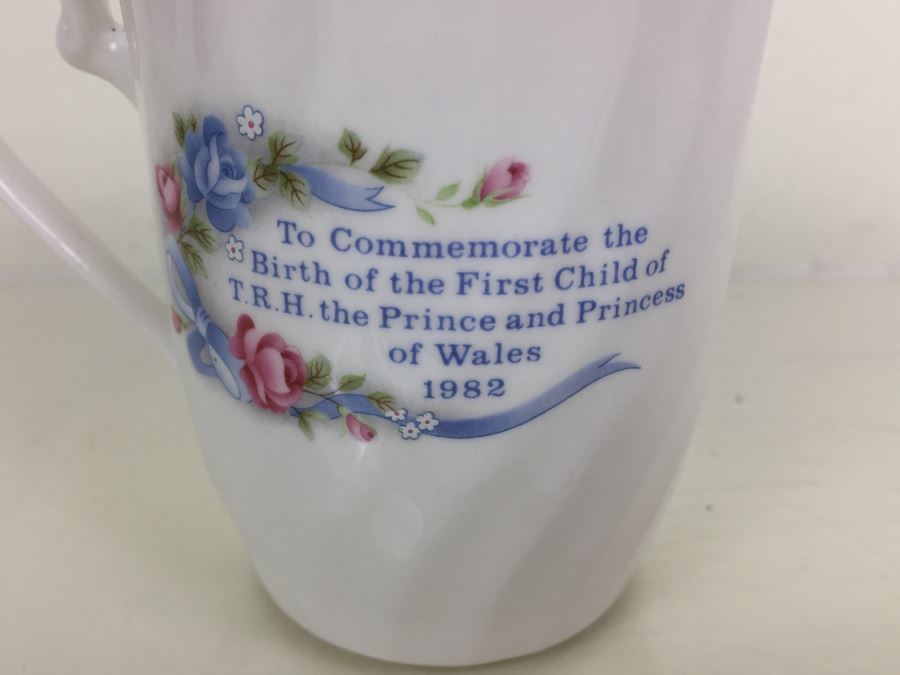 To Commemorate the
Birth of the First Child of
T.R.H. the Prince and Princess
of Wales
1982